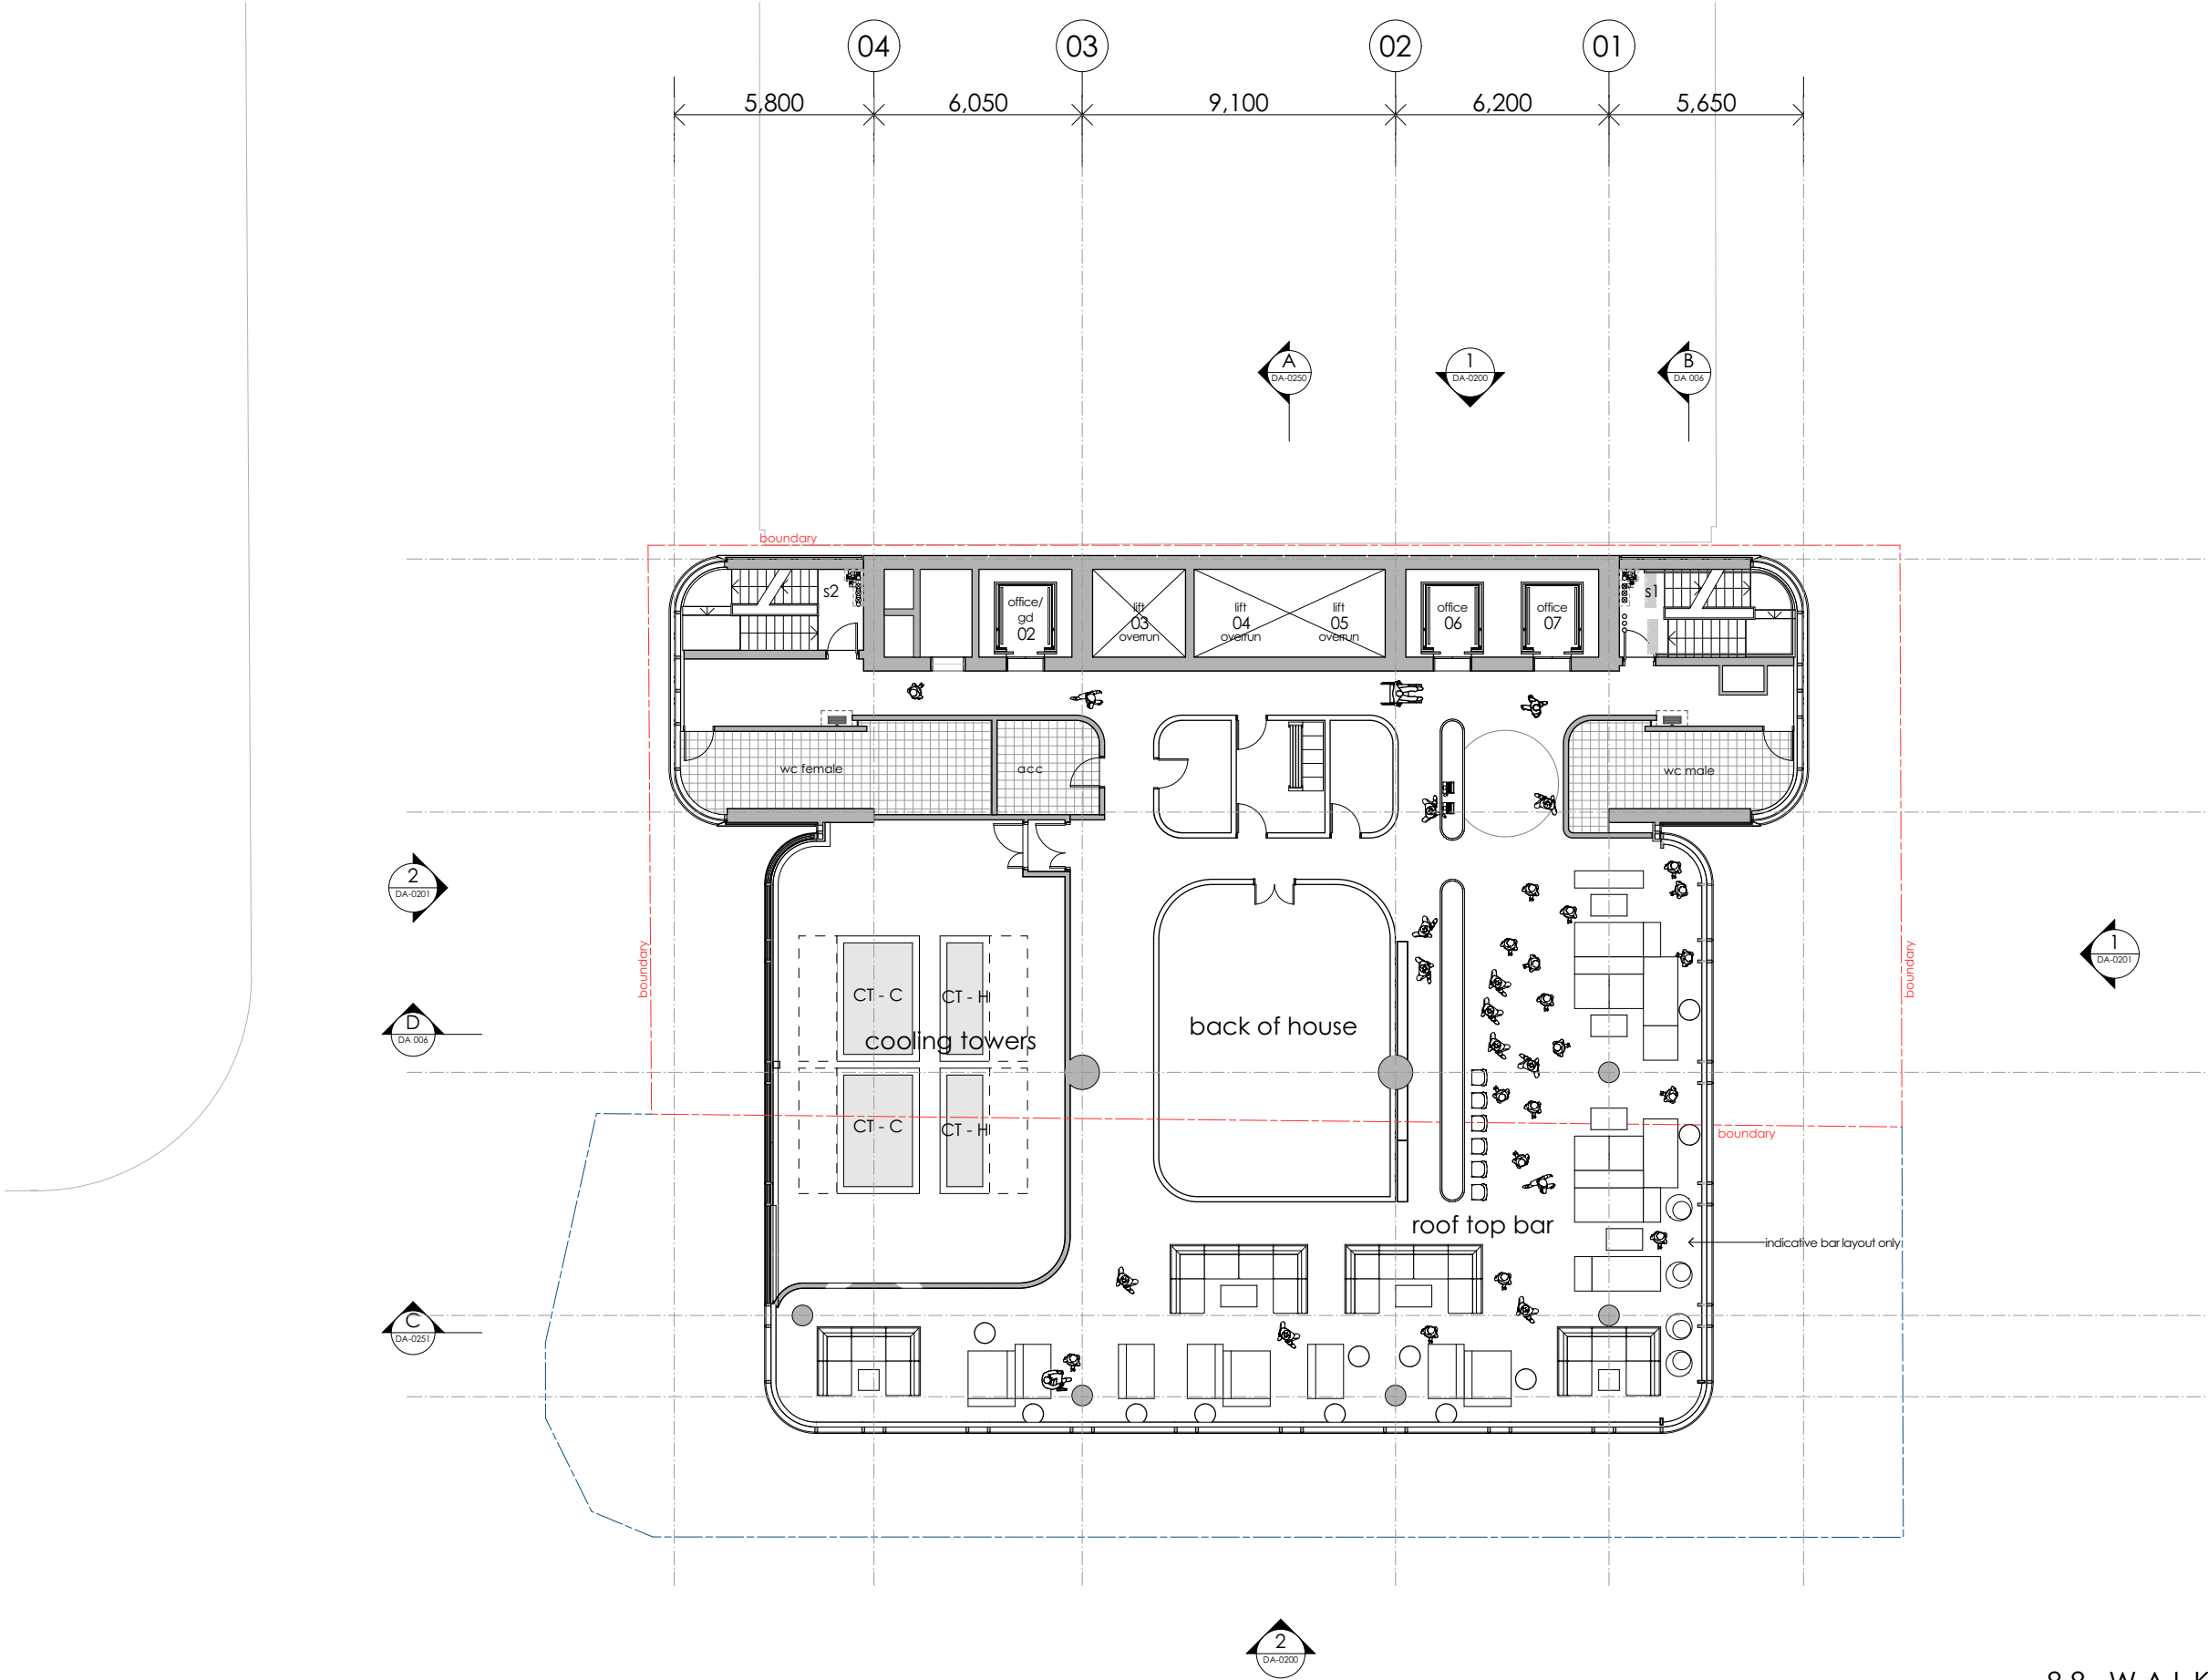 04
03
02
01
5,800
6,050
9,100
6,200
5,650
A
DA-0250
1
DA-0200
B
DA 006
boundary
s2
office/
gd
02
lift
03
overrun
lift
04
overrun
lift
05
overrun
office
06
office
07
s1
wc female
acc
wc male
2
DA-0201
boundary
boundary
1
DA-0201
CT - C
CT - H
back of house
cooling towers
D
DA 006
CT - C
CT - H
boundary
roof top bar
indicative bar layout only
C
DA-0251
2
DA-0200